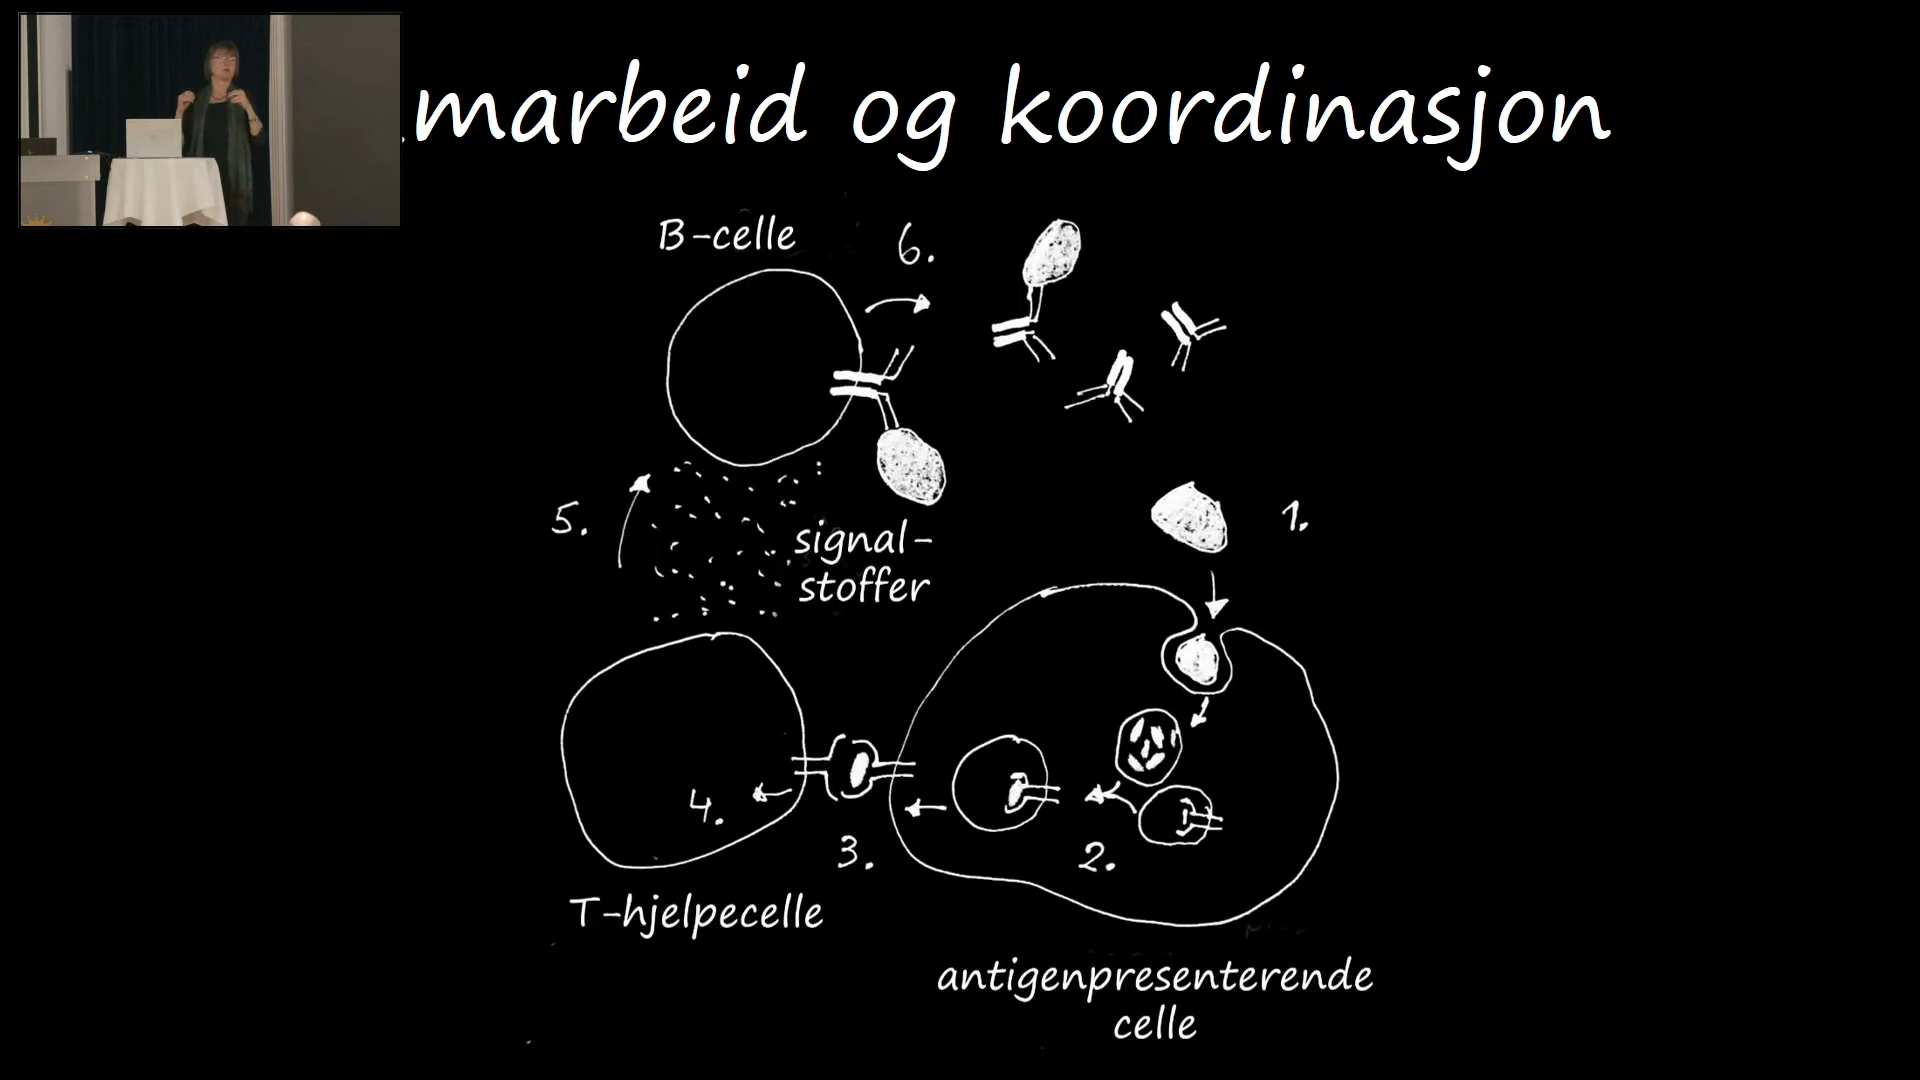 marbeid og koordinasjon
B-celle
6.
5.
signal-
stoffer
1.
4.
3.
2.
T-hjelpecelle
antigenpresenterende
celle